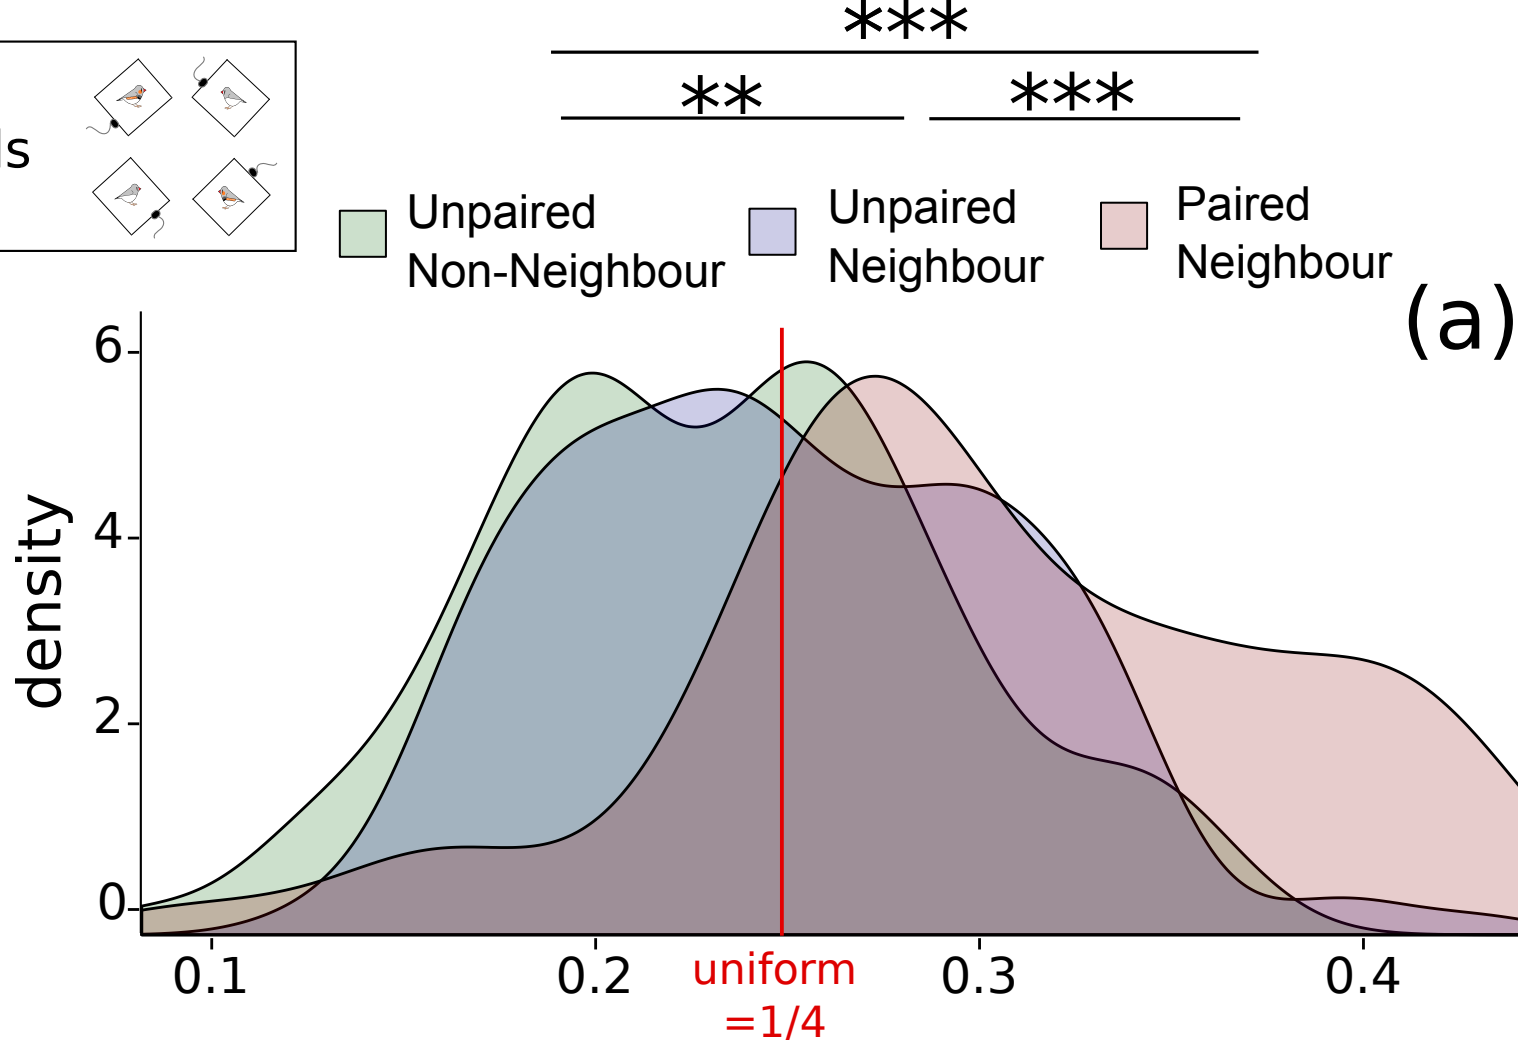 ***
** ***
ls
Unpaired
Non-Neighbour
Unpaired
Neighbour
Paired
Neighbour
(a)
6
4
2
0
density
0.1 0.2 0.3 0.4
uniform
=1/4